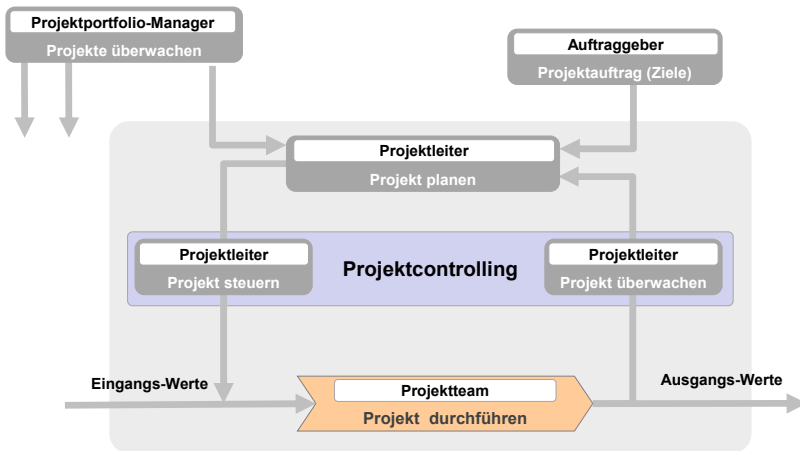 Projektportfolio-Manager
Projekte überwachen
Auftraggeber
Projektauftrag (Ziele)
Projektleiter
Projekt planen
Projektleiter
Projekt steuern
Projektcontrolling
Projektleiter
Projekt überwachen
Eingangs-Werte
Projektteam
Projekt durchführen
Ausgangs-Werte